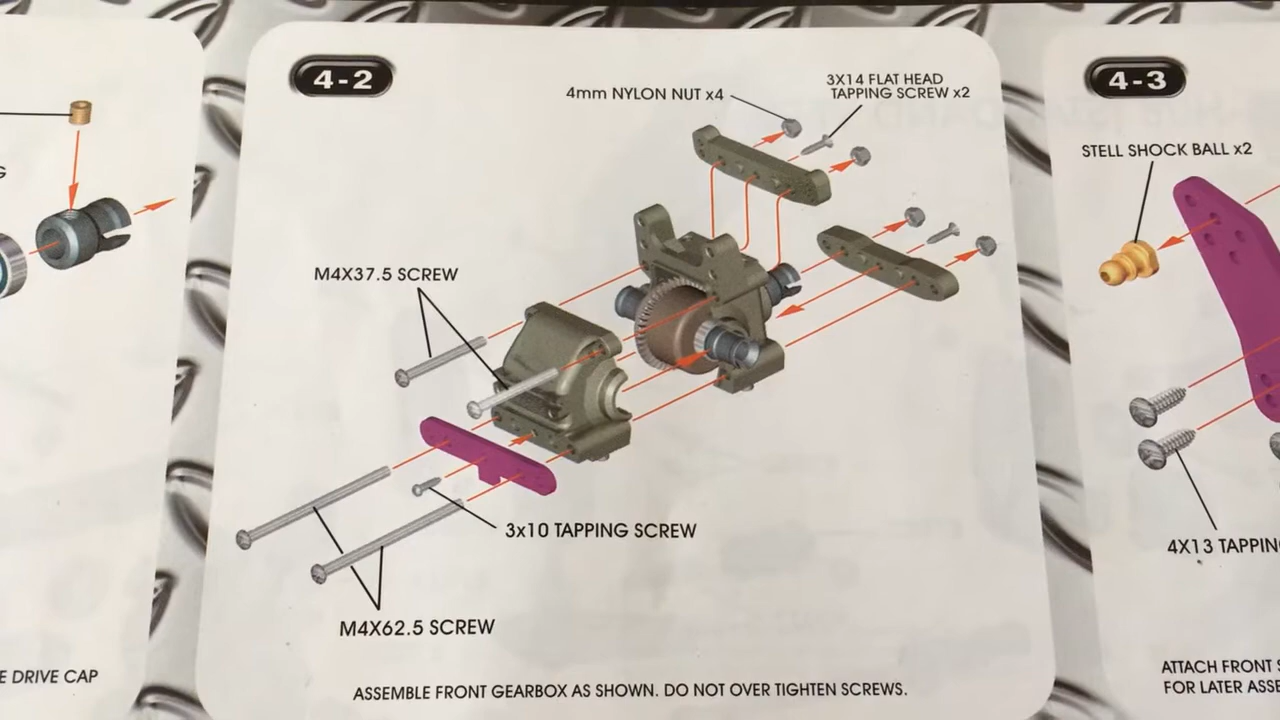 4-2
4mm NYLON NUT x4
3X14 FLAT HEAD
TAPPING SCREW x2
M4X37.5 SCREW
3x10 TAPPING SCREW
M4X62.5 SCREW
ASSEMBLE FRONT GEARBOX AS SHOWN. DO NOT OVER TIGHTEN SCREWS.
DRIVE CAP
4-3
STELL SHOCK BALL x2
4X13
ATTACH FRONT
FOR LATER